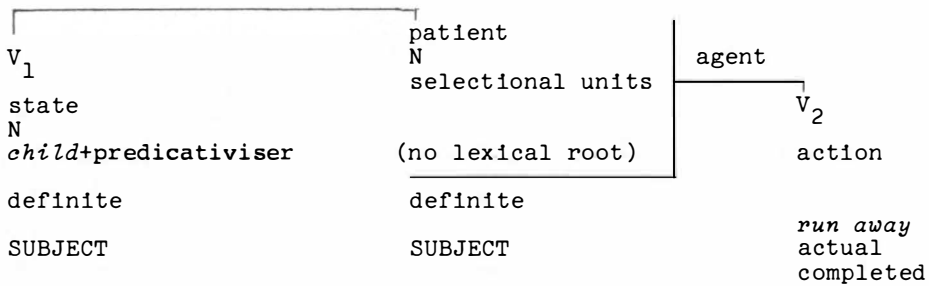 patient
V1 N agent
selectional units
state V2
N
child+predicativiser (no lexical root) action
definite definite
run away
SUBJECT SUBJECT actual
completed